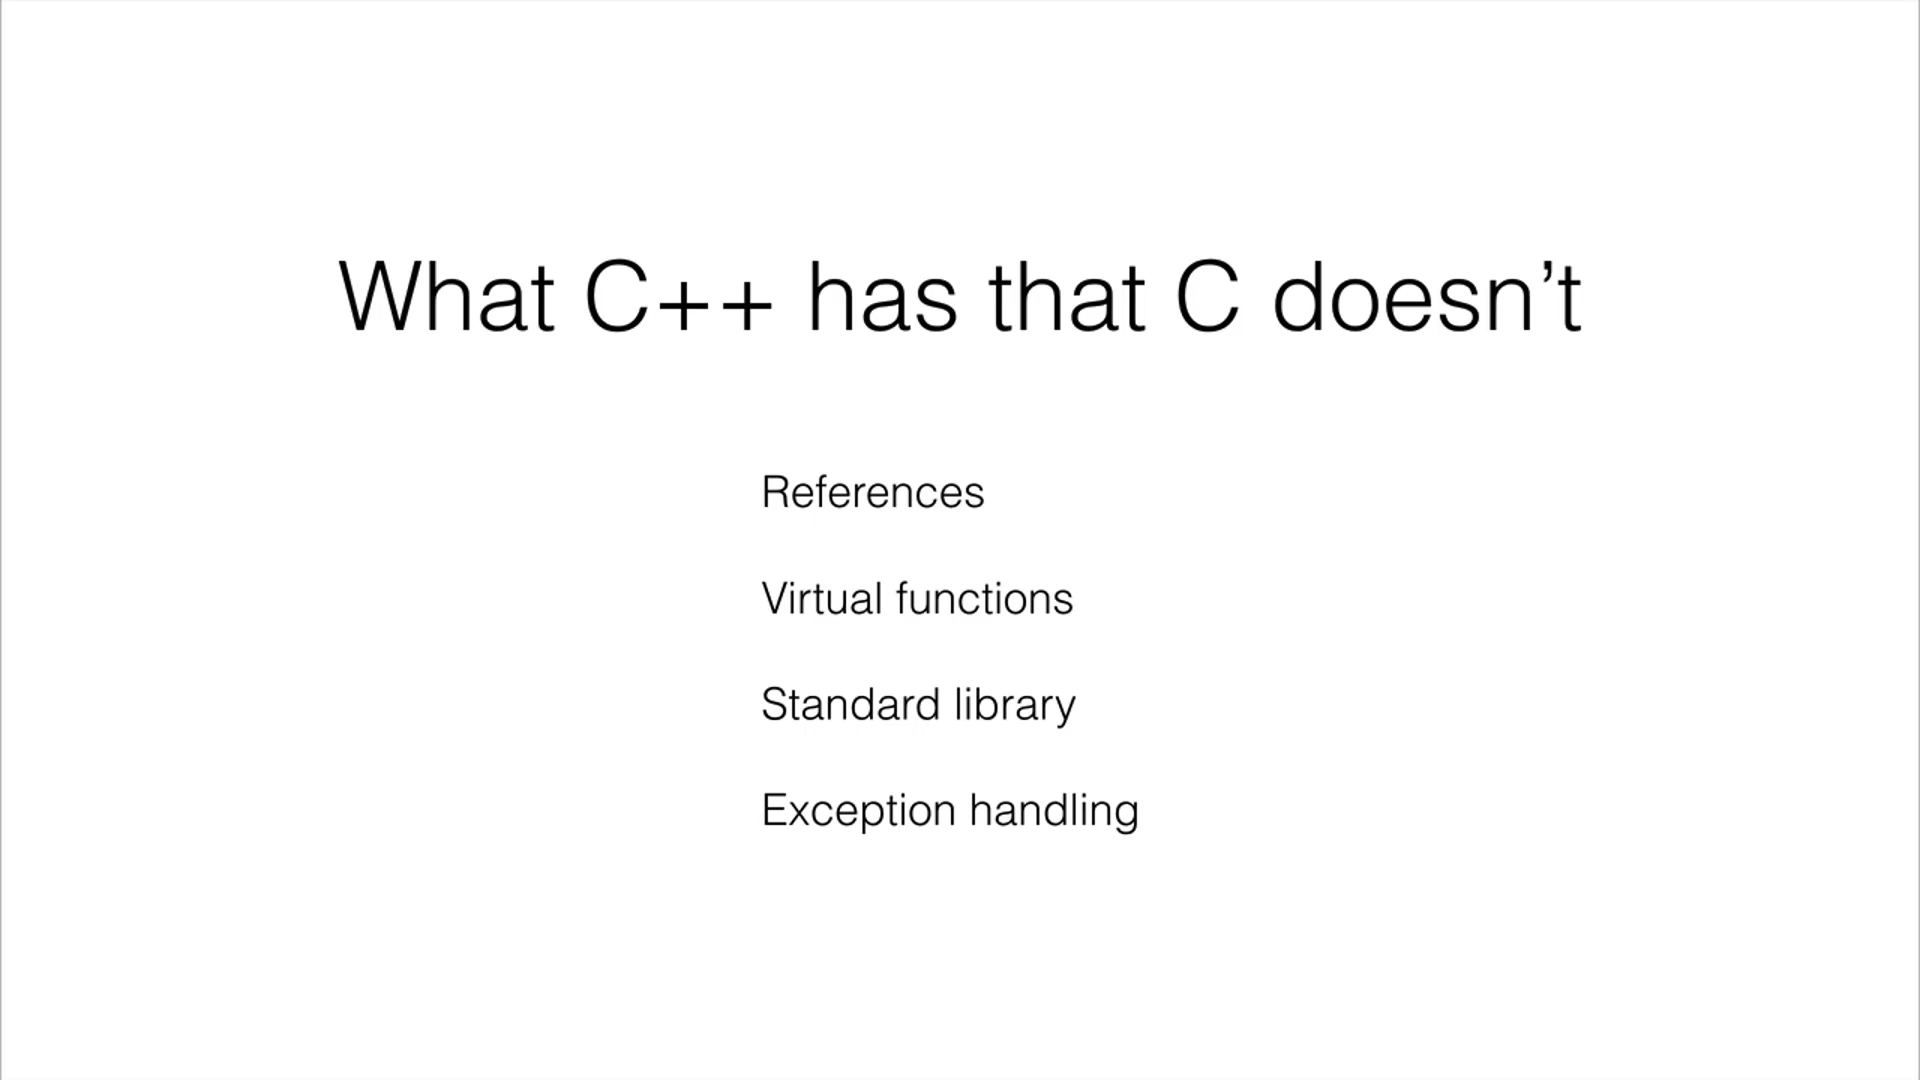 What C++ has that C doesn’t
References
Virtual functions
Standard library
Exception handling